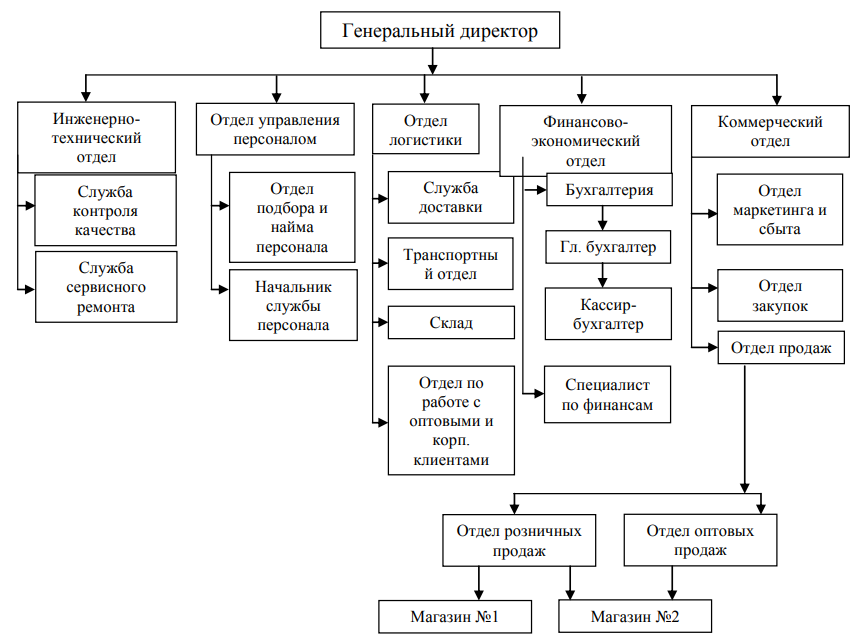 Генеральный директор
Инженерно-
технический
отдел
Служба
контроля
качества
Служба
сервисного
ремонта
Отдел управления
персоналом
Отдел
подбора и
найма
персонала
Начальник
службы
персонала
Отдел
логистики
Служба
доставки
Транспортны
й отдел
Склад
Отдел по
работе с
оптовыми и
корп.
клиентами
Финансово-
экономический
отдел
Бухгалтерия
Гл. бухгалтер
Кассир-
бухгалтер
Специалист
по финансам
Коммерческий
отдел
Отдел
маркетинга и
сбыта
Отдел
закупок
Отдел продаж
Отдел розничных
продаж
Отдел оптовых
продаж
Магазин №1
Магазин №2